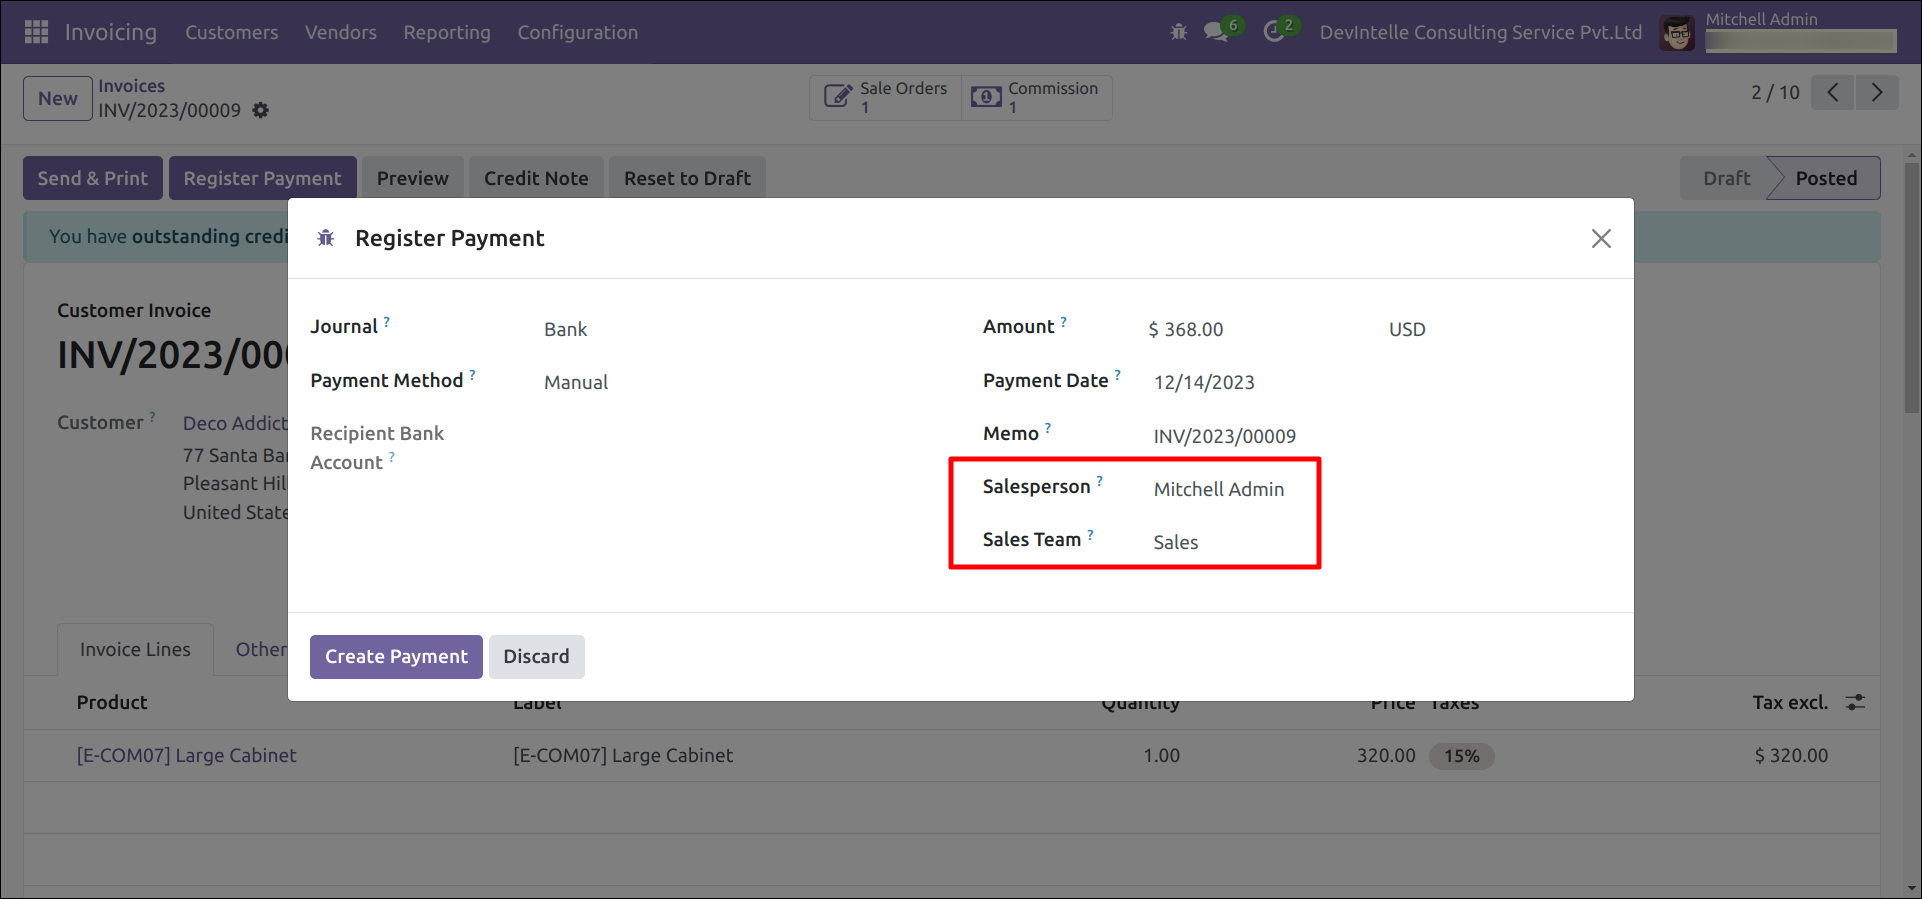 Invoicing Customers Vendors Reporting Configuration 6 2 DevIntelle Consulting Service Pvt.Ltd Mitchell Admin
New Invoices
INV/2023/00009
Sale Orders
1
Commission
1
2 / 10
Send & Print Register Payment Preview Credit Note Reset to Draft Draft Posted
You have outstanding credi
Register Payment
Customer Invoice
INV/2023/000
Customer ? Deco Addict
77 Santa Bar
Pleasant Hil
United State
Journal ? Bank
Payment Method ? Manual
Recipient Bank
Account ?
Amount ? $ 368.00 USD
Payment Date ? 12/14/2023
Memo ? INV/2023/00009
Salesperson ? Mitchell Admin
Sales Team ? Sales
Create Payment Discard
Invoice Lines Other
Product Label Quantity Price Taxes Tax excl.
[E-COM07] Large Cabinet [E-COM07] Large Cabinet 1.00 320.00 15% $ 320.00